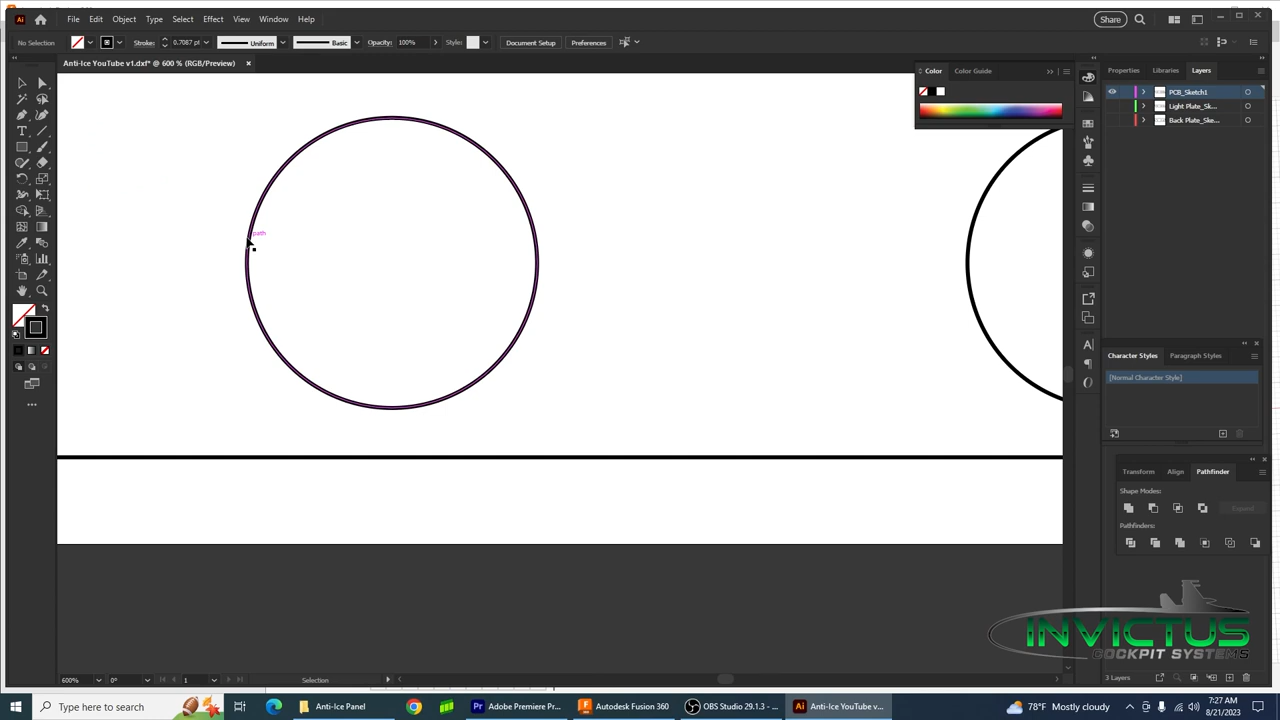 File Edit Object Type Select Effect View Window Help
Share
No Selection Stroke: 0.7087 pt Uniform Basic Opacity: 100% Style: Document Setup Preferences
Anti-Ice YouTube v1.dxf* @ 600 % (RGB/Preview)
Color Color Guide
Properties Libraries Layers
PCB_Sketch1
Light Plate_Sk...
Back Plate_Ske...
path
Character Styles Paragraph Styles
[Normal Character Style]
Transform Align Pathfinder
Shape Modes:
Expand
Pathfinders:
INVICTUS
COCKPIT SYSTEMS
600% 0° 1 Selection
3 Layers
Type here to search
Anti-Ice Panel
Adobe Premiere Pr...
Autodesk Fusion 360
OBS Studio 29.1.3 - ...
Anti-Ice YouTube v...
78°F Mostly cloudy
7:27 AM
8/21/2023